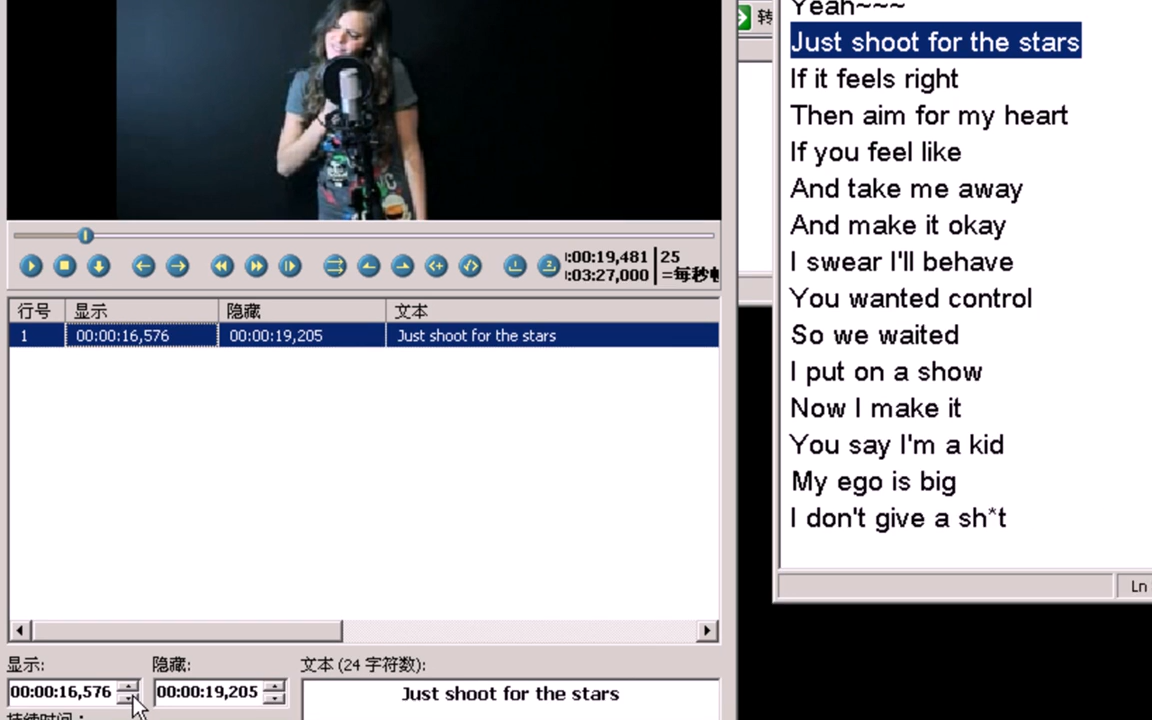 转
Yeah~~~
Just shoot for the stars
If it feels right
Then aim for my heart
If you feel like
And take me away
And make it okay
I swear I'll behave
You wanted control
So we waited
I put on a show
Now I make it
You say I'm a kid
My ego is big
I don't give a sh*t
Ln
:00:19,481 25
:03:27,000 =每秒
行号 显示 隐藏 文本
1 00:00:16,576 00:00:19,205 Just shoot for the stars
显示: 隐藏: 文本 (24 字符数):
00:00:16,576 00:00:19,205 Just shoot for the stars
持续时间: